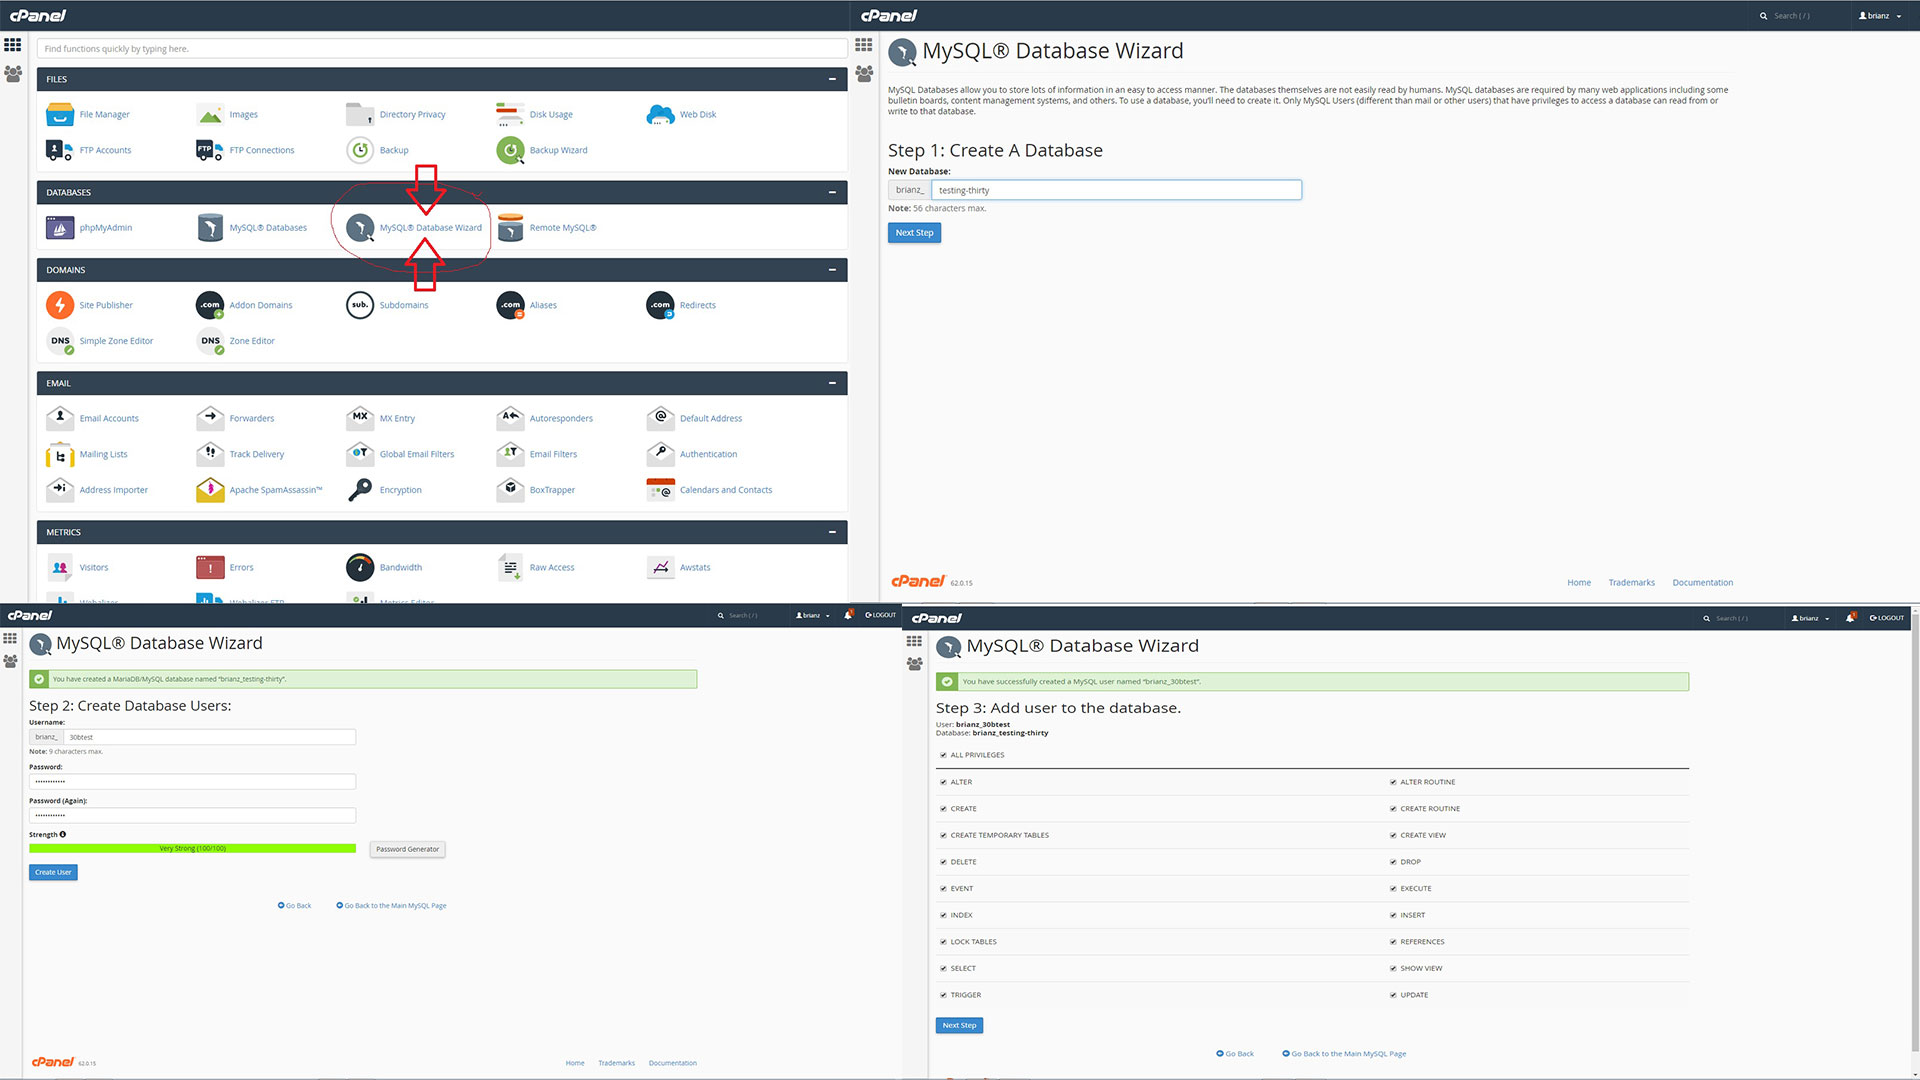 cPanel
Find functions quickly by typing here.
FILES
File Manager
Images
Directory Privacy
Disk Usage
Web Disk
FTP Accounts
FTP
FTP Connections
Backup
Backup Wizard
DATABASES
phpMyAdmin
MySQL® Databases
MySQL® Database Wizard
Remote MySQL®
DOMAINS
Site Publisher
.com
Addon Domains
sub.
Subdomains
.com
Aliases
.com
Redirects
DNS
Simple Zone Editor
DNS
Zone Editor
EMAIL
Email Accounts
Forwarders
MX
MX Entry
A
Autoresponders
@
Default Address
Mailing Lists
Track Delivery
Global Email Filters
Email Filters
Authentication
Address Importer
Apache SpamAssassin™
Encryption
BoxTrapper
@
Calendars and Contacts
METRICS
Visitors
Errors
Bandwidth
Raw Access
Awstats
Webalizer
Webalizer FTP
Metrics Editor
cPanel
Search ( / )
brianz
MySQL® Database Wizard
MySQL Databases allow you to store lots of information in an easy to access manner. The databases themselves are not easily read by humans. MySQL databases are required by many web applications including some
bulletin boards, content management systems, and others. To use a database, you'll need to create it. Only MySQL Users (different than mail or other users) that have privileges to access a database can read from or
write to that database.
Step 1: Create A Database
New Database:
brianz_
testing-thirty
Note: 56 characters max.
Next Step
cPanel 62.0.15
Home
Trademarks
Documentation
cPanel
Search ( / )
brianz
LOGOUT
MySQL® Database Wizard
You have created a MariaDB/MySQL database named "brianz_testing-thirty".
Step 2: Create Database Users:
Username:
brianz_
30btest
Note: 9 characters max.
Password:
Password (Again):
Strength
Very Strong (100/100)
Password Generator
Create User
Go Back
Go Back to the Main MySQL Page
cPanel 62.0.15
Home
Trademarks
Documentation
cPanel
Search ( / )
brianz
LOGOUT
MySQL® Database Wizard
You have successfully created a MySQL user named "brianz_30btest".
Step 3: Add user to the database.
User: brianz_30btest
Database: brianz_testing-thirty
ALL PRIVILEGES
ALTER
ALTER ROUTINE
CREATE
CREATE ROUTINE
CREATE TEMPORARY TABLES
CREATE VIEW
DELETE
DROP
EVENT
EXECUTE
INDEX
INSERT
LOCK TABLES
REFERENCES
SELECT
SHOW VIEW
TRIGGER
UPDATE
Next Step
Go Back
Go Back to the Main MySQL Page